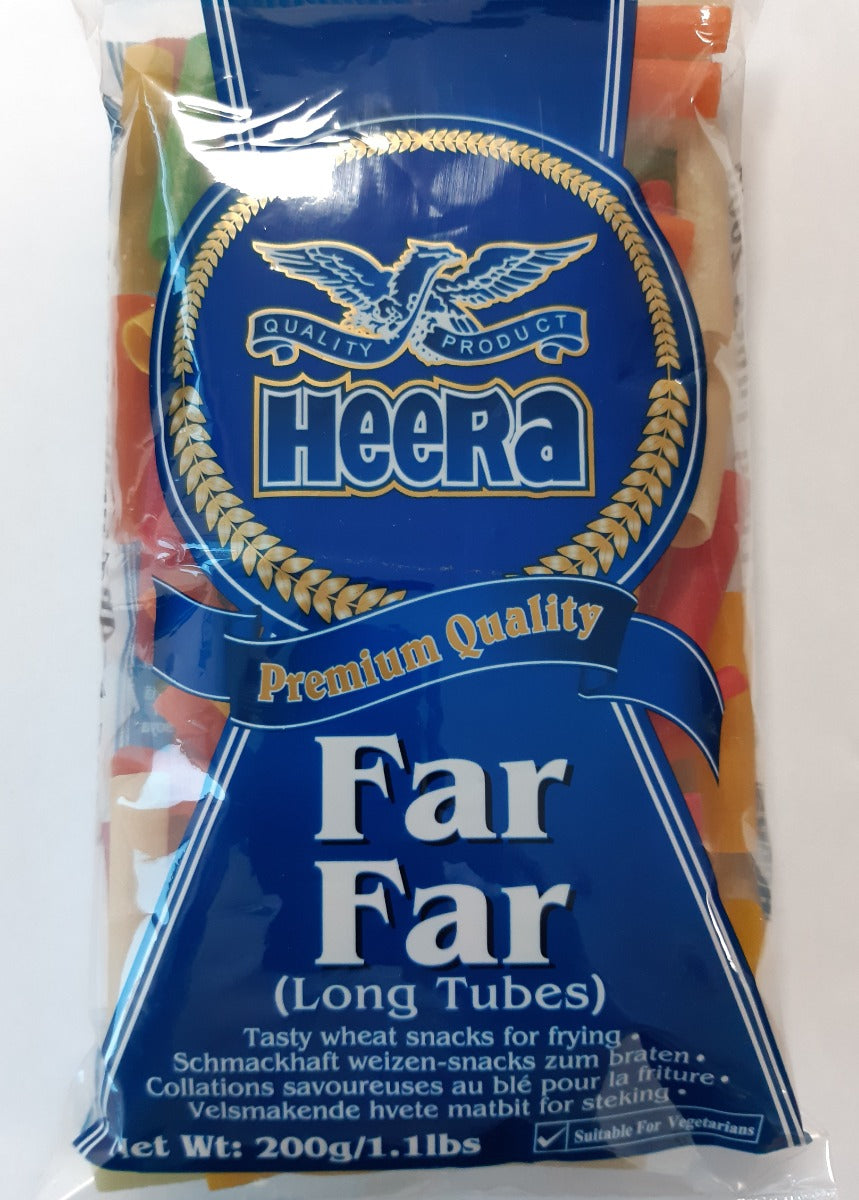 QUALITY PRODUCT
HEERA
Premium Quality
Far
Far
(Long Tubes)
Tasty wheat snacks for frying •
Schmackhaft weizen-snacks zum braten •
Collations savoureuses au blé pour la friture •
Velsmakende hvete matbit for steking •
Net Wt: 200g/1.1lbs
Suitable For Vegetarians